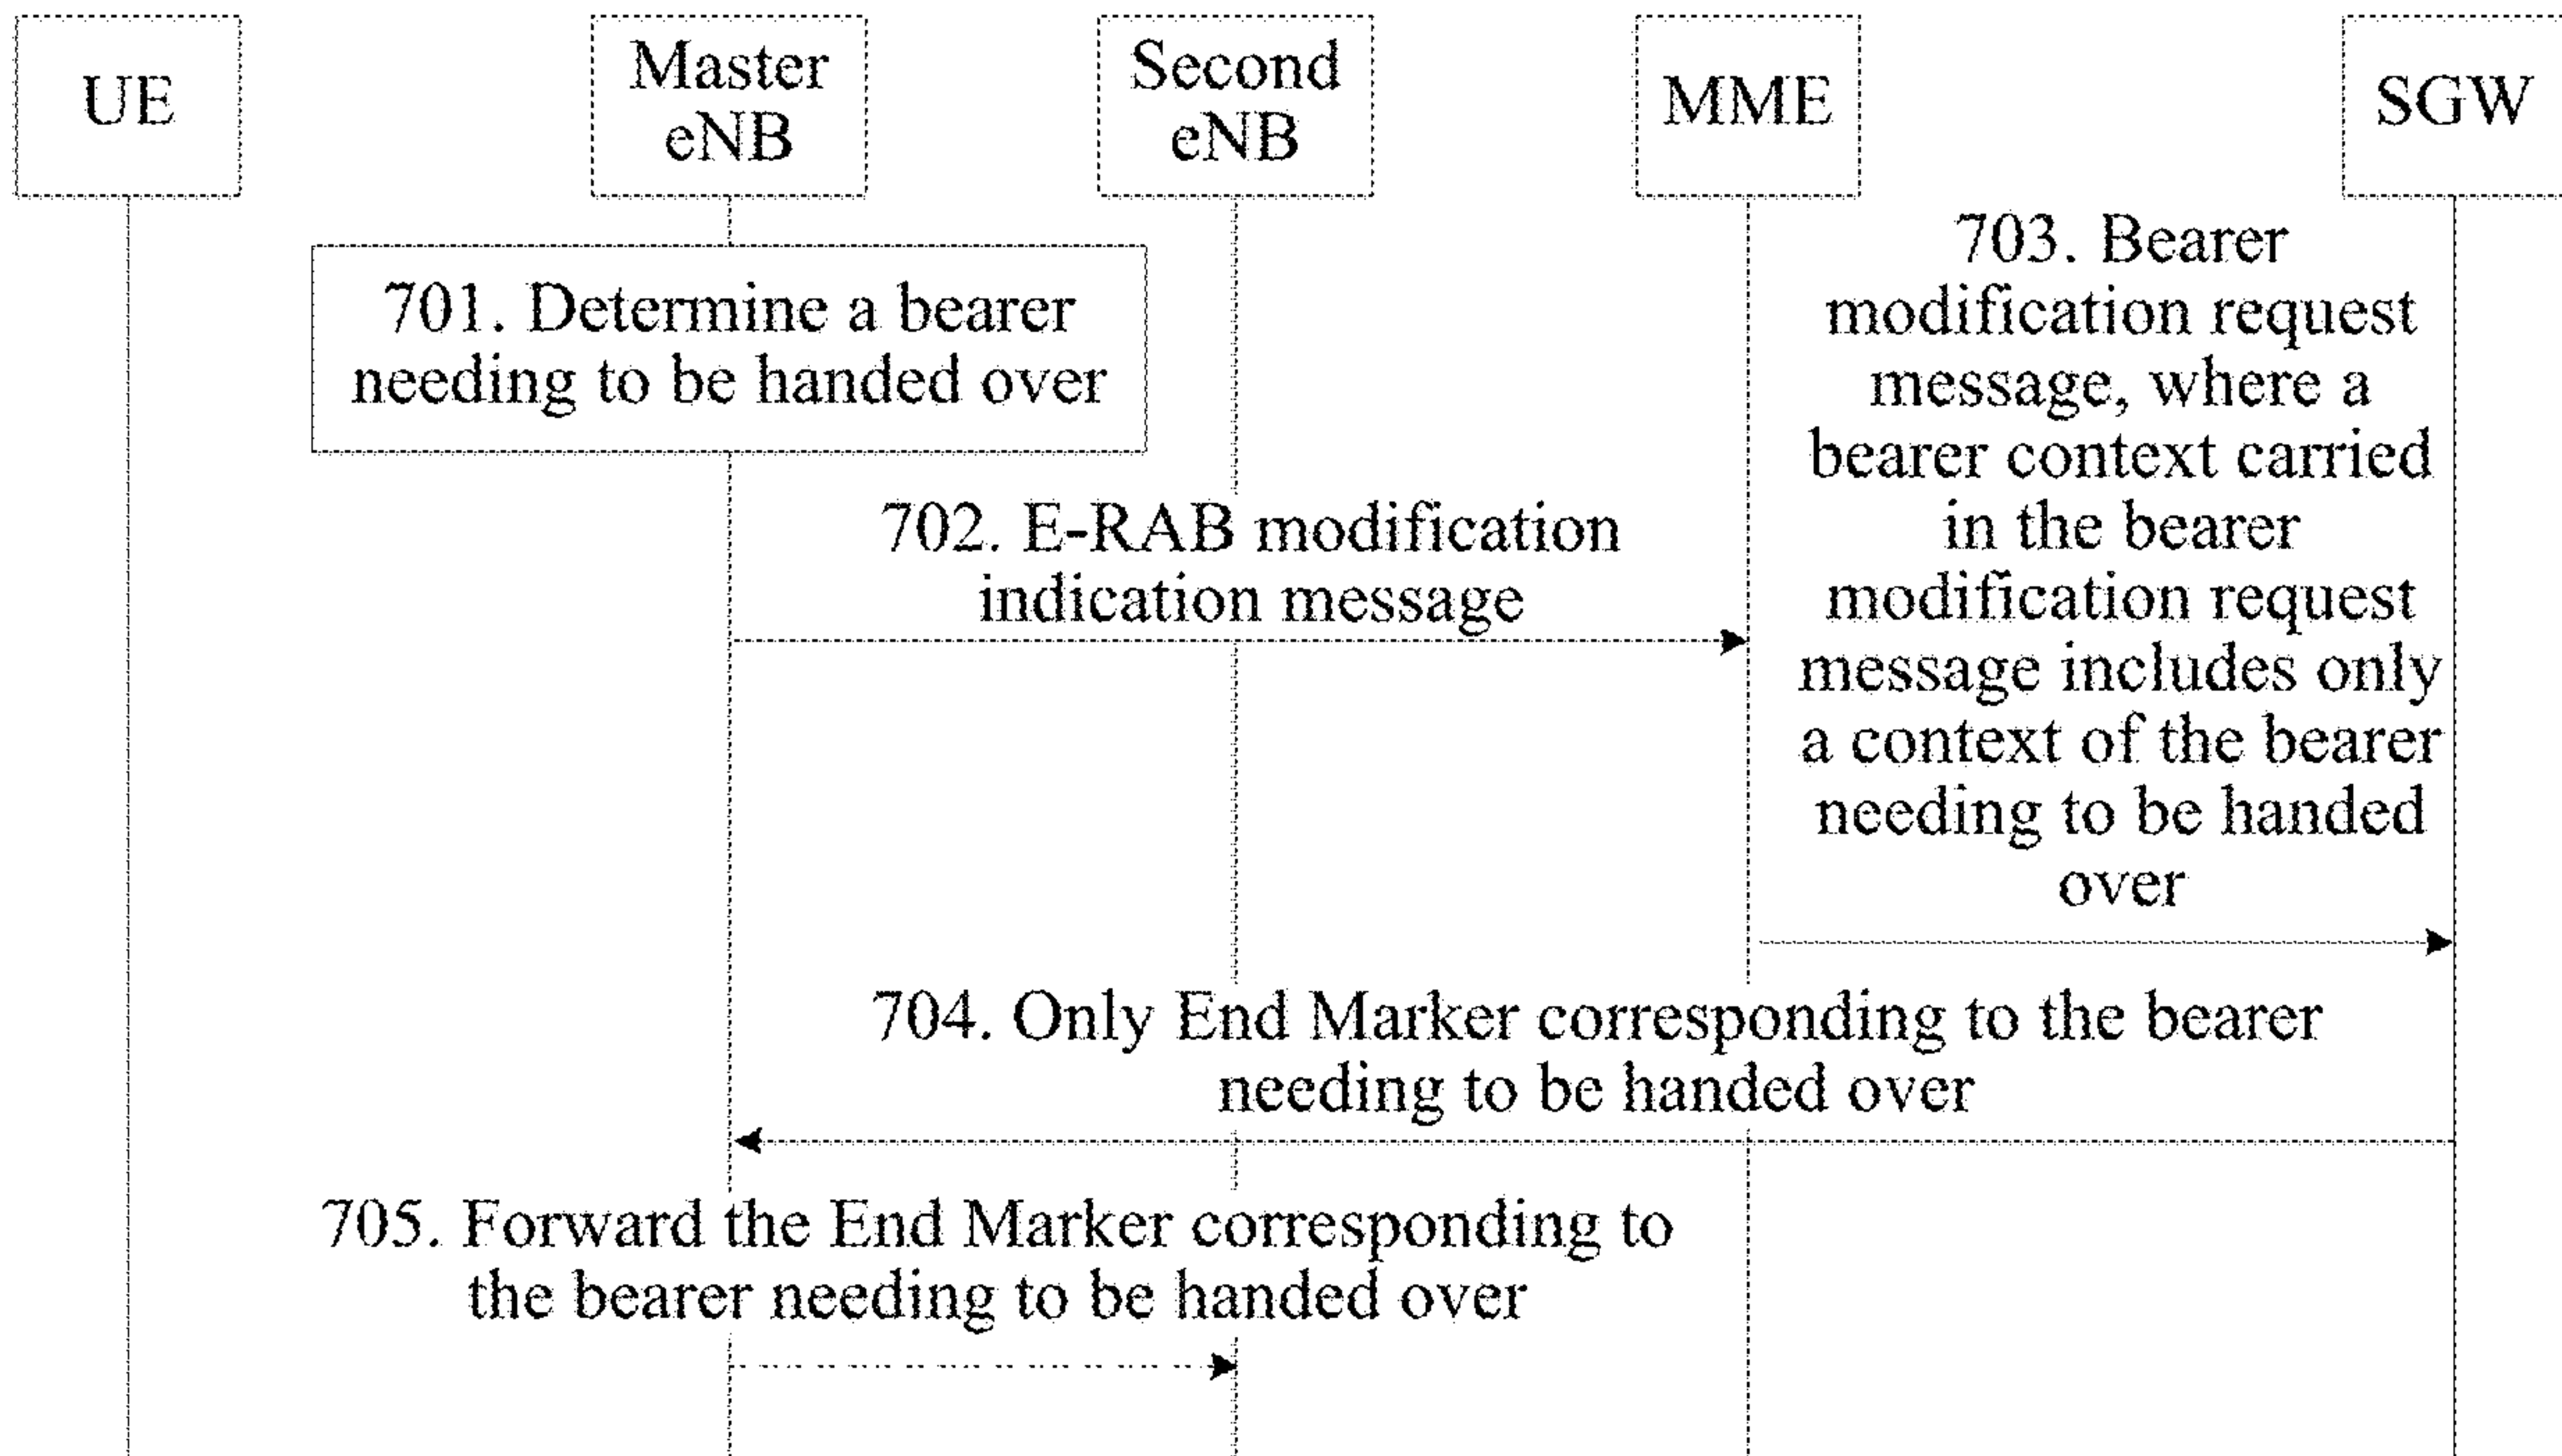 UE
Master
eNB
Second
eNB
MME
SGW
701. Determine a bearer
needing to be handed over
702. E-RAB modification
indication message
703. Bearer
modification request
message, where a
bearer context carried
in the bearer
modification request
message includes only
a context of the bearer
needing to be handed
over
704. Only End Marker corresponding to the bearer
needing to be handed over
705. Forward the End Marker corresponding to
the bearer needing to be handed over